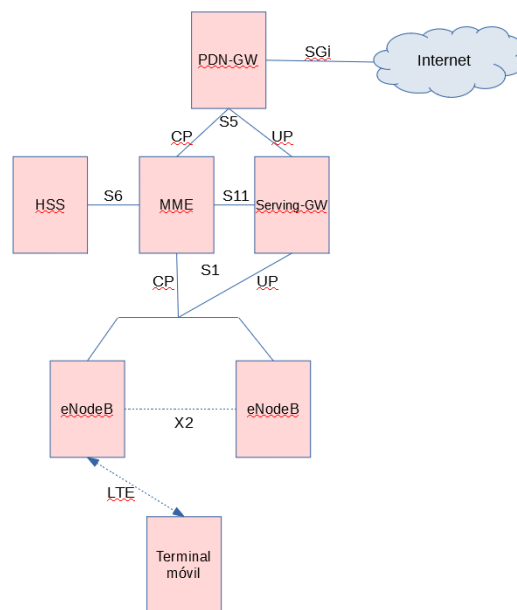 PDN-GW
SGi
Internet
S5
CP
UP
HSS
S6
MME
S11
Serving-GW
CP
S1
UP
eNodeB
X2
eNodeB
LTE
Terminal
móvil